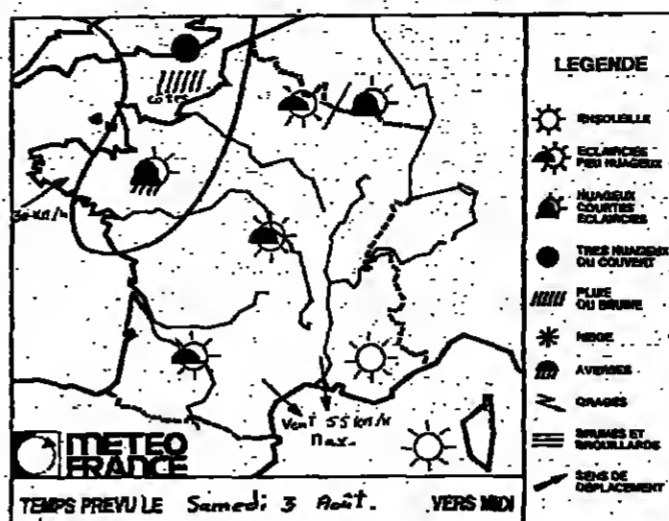 30 km/h
Vent 55 km/h
max.
METEO
FRANCE
TEMPS PREVU LE Samedi 3 Août. VERS MIDI
LEGENDE
ENSOLEILLE
ECLAIRCIES
PEU NUAGEUX
NUAGEUX
COURTES
ECLAIRCIES
TRES NUAGEUX
OU COUVERT
PLUIE
OU BRUINE
NEIGE
AVERSES
ORAGES
BRUMES ET
BROUILLARDS
SENS DE
DEPLACEMENT